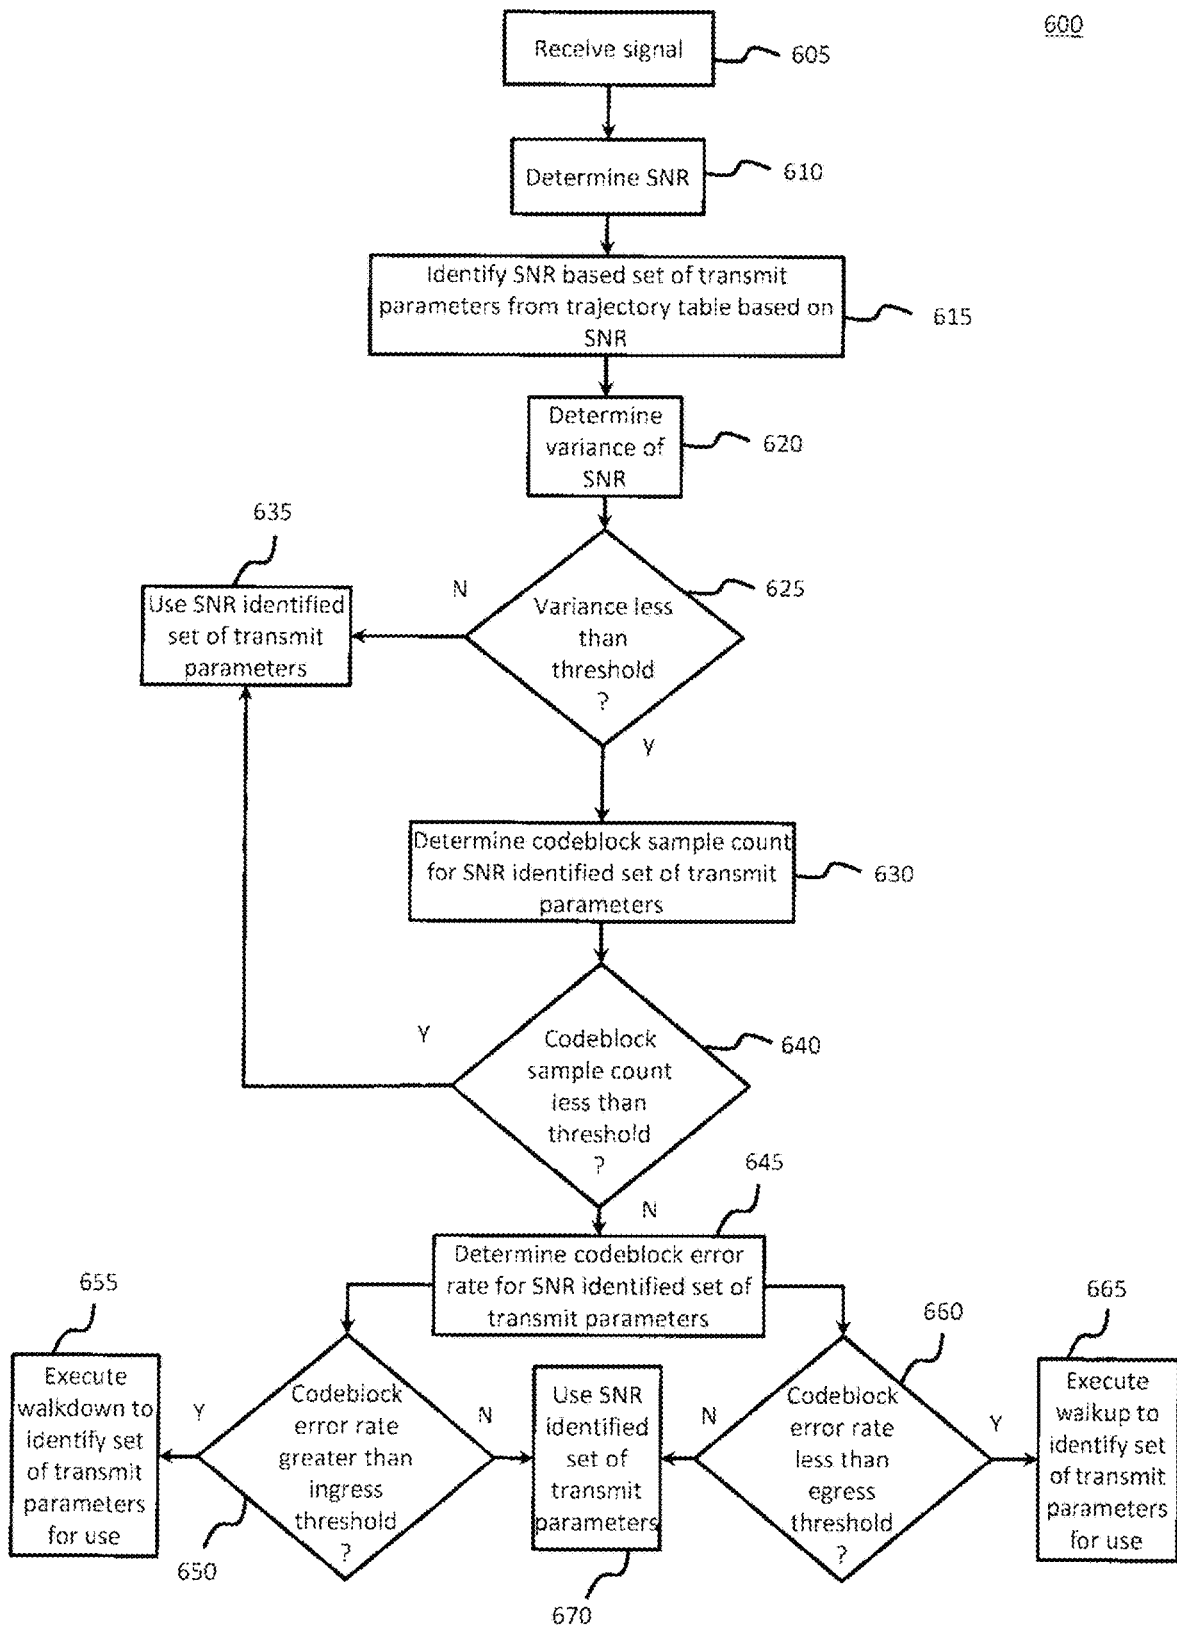 600
Receive signal
605
Determine SNR
610
Identify SNR based set of transmit
parameters from trajectory table based on
SNR
615
Determine
variance of
SNR
620
635
Use SNR identified
set of transmit
parameters
N
Variance less
than
threshold
?
625
Y
Determine codeblock sample count
for SNR identified set of transmit
parameters
630
Y
Codeblock
sample count
less than
threshold
?
640
N
645
Determine codeblock error
rate for SNR identified set of
transmit parameters
655
Execute
walkdown to
identify set
of transmit
parameters
for use
Y
Codeblock
error rate
greater than
ingress
threshold
?
650
N
Use SNR
identified
set of
transmit
parameters
670
N
Codeblock
error rate
less than
egress
threshold
?
660
Y
665
Execute
walkup to
identify set
of transmit
parameters
for use